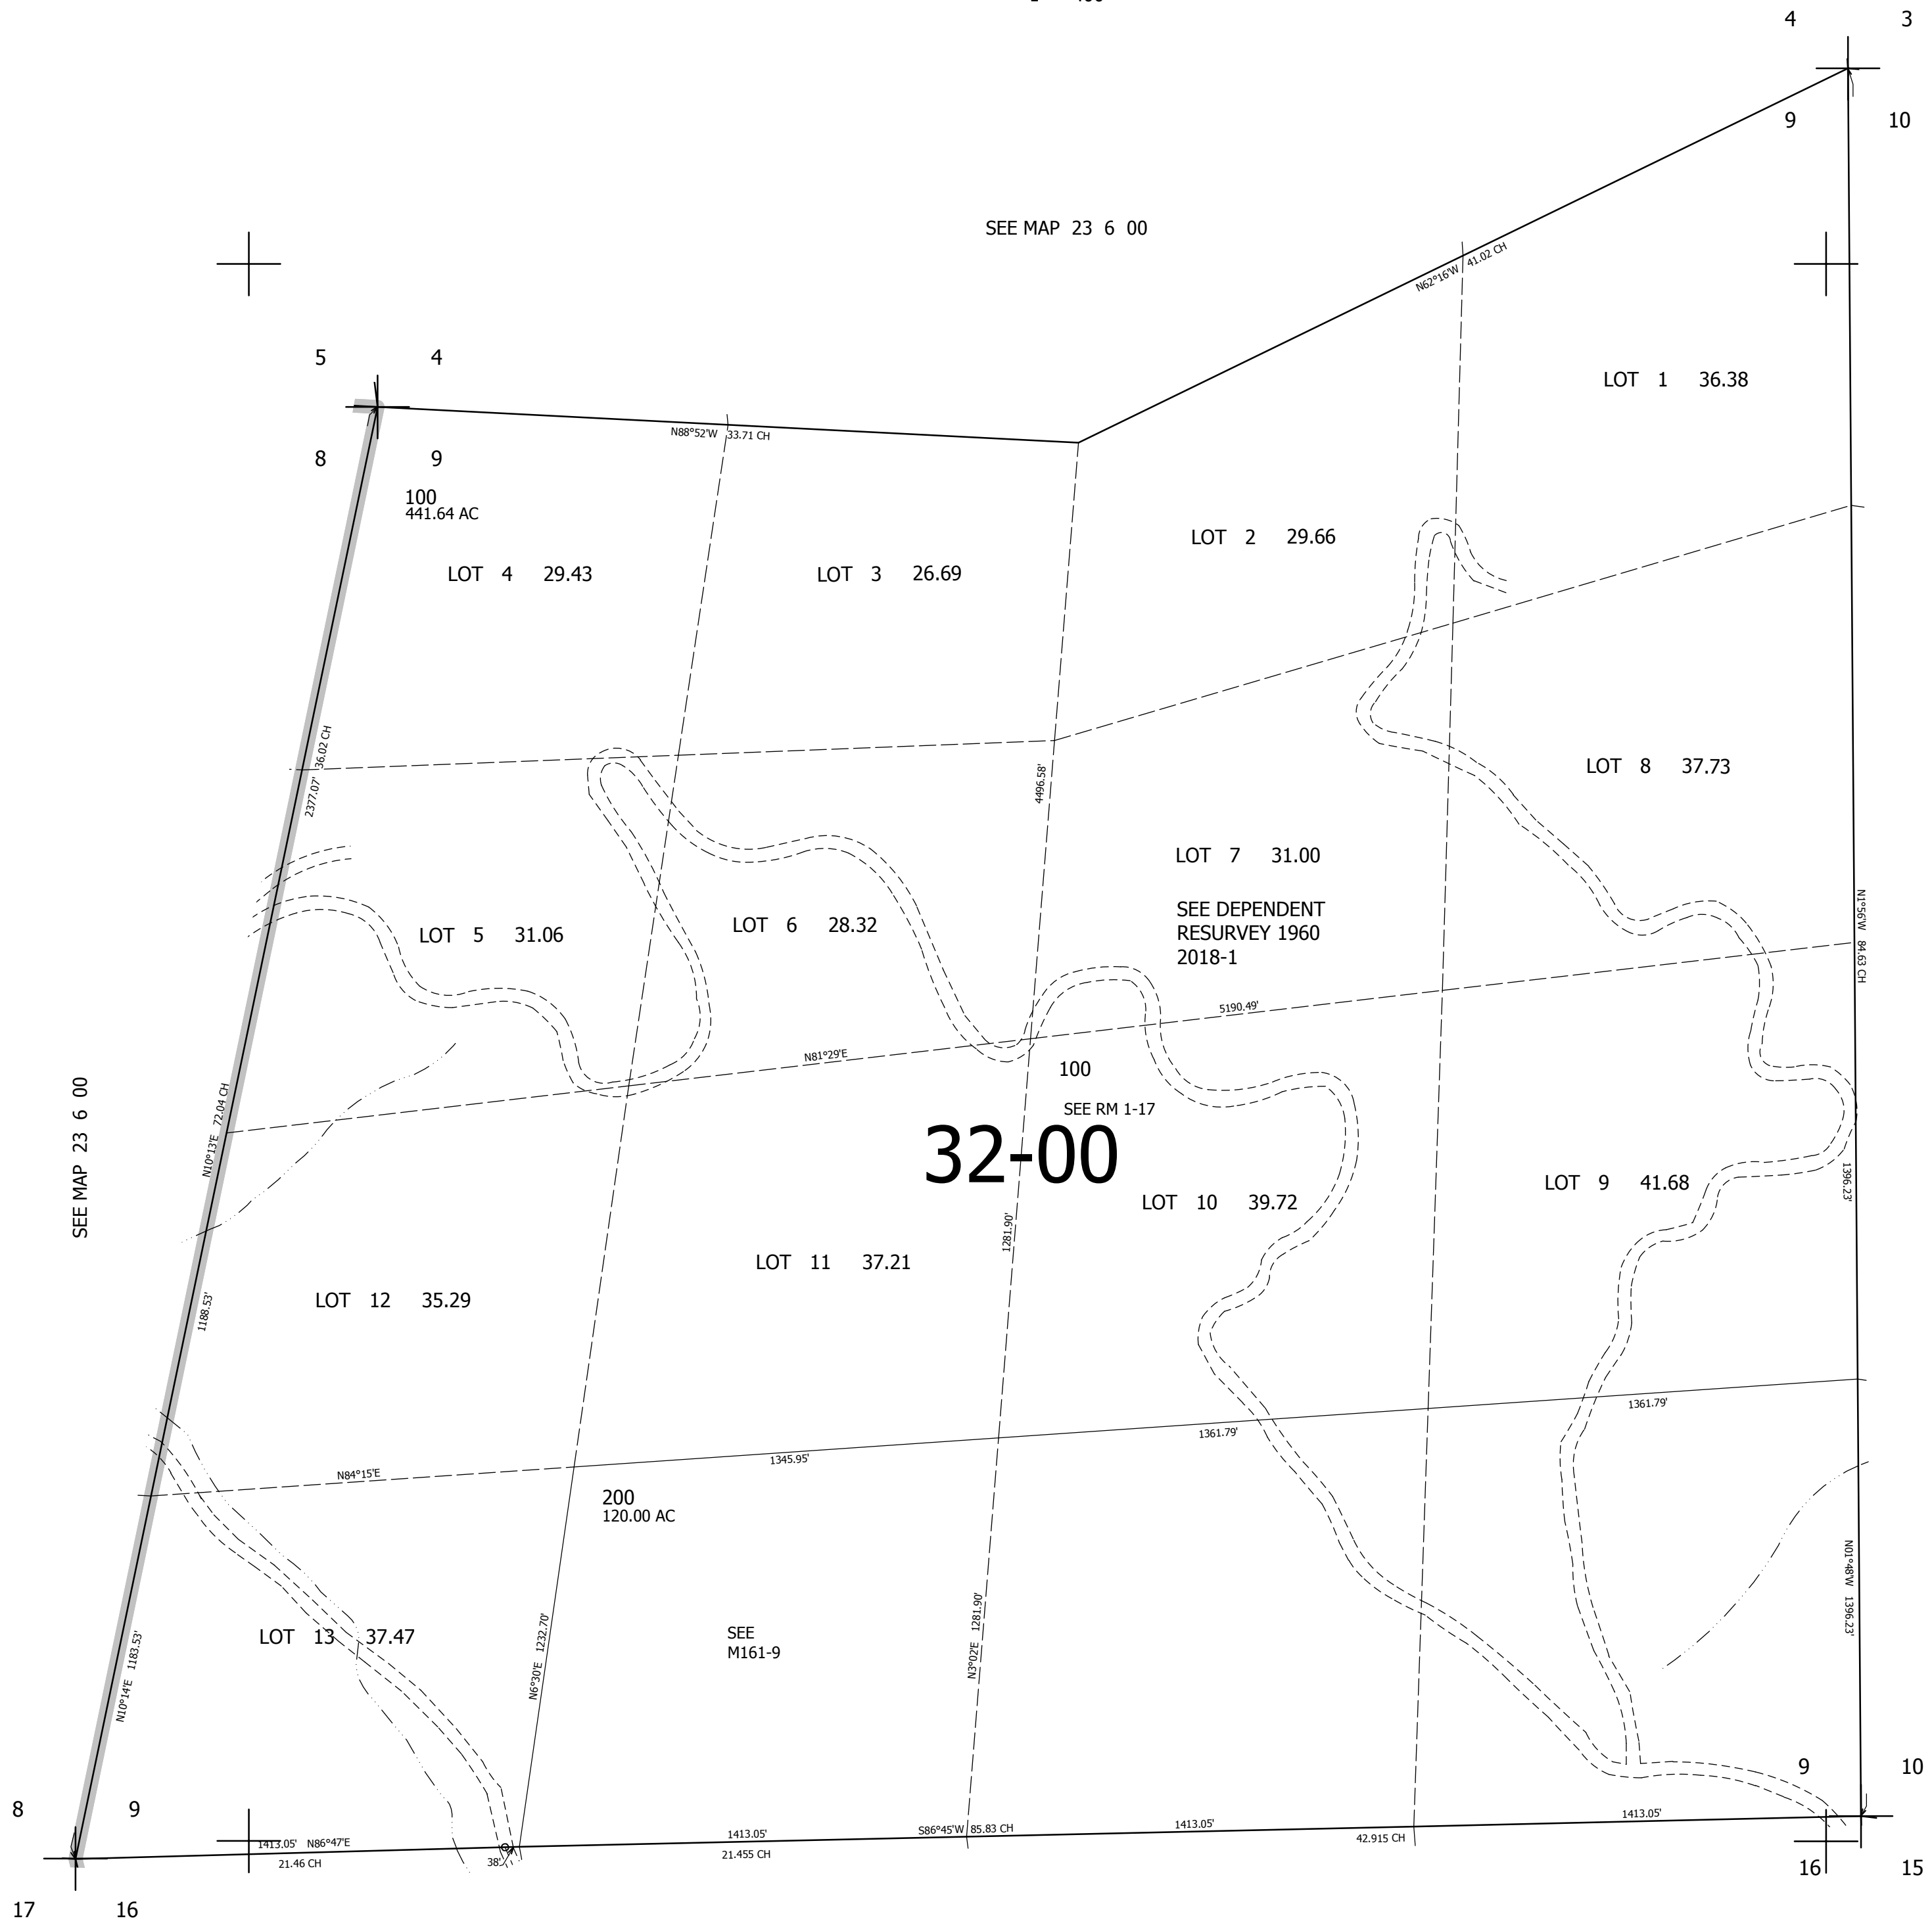 4 3
9 10
SEE MAP 23 6 00
N62°16'W 41.02 CH
5 4
8 9
LOT 1 36.38
N88°52'W 33.71 CH
100
441.64 AC
LOT 4 29.43
LOT 3 26.69
LOT 2 29.66
2377.07' 36.02 CH
4496.58'
LOT 8 37.73
LOT 7 31.00
SEE DEPENDENT
RESURVEY 1960
2018-1
LOT 5 31.06
LOT 6 28.32
N1°56'W 84.63 CH
5190.49'
N81°29'E
100
SEE RM 1-17
32-00
SEE MAP 23 6 00
N10°13'E 72.04 CH
LOT 9 41.68
1396.23'
LOT 10 39.72
1281.90'
LOT 11 37.21
LOT 12 35.29
1188.53'
1361.79'
1361.79'
1345.95'
N84°15'E
200
120.00 AC
N01°48'W 1396.23'
LOT 13 37.47
SEE
M161-9
N10°14'E 1183.53'
N6°30'E 1232.70'
N3°02'E 1281.90'
9 10
8 9
1413.05' N86°47'E
1413.05'
S86°45'W 85.83 CH
1413.05'
1413.05'
21.46 CH
38'
21.455 CH
42.915 CH
16 15
17 16